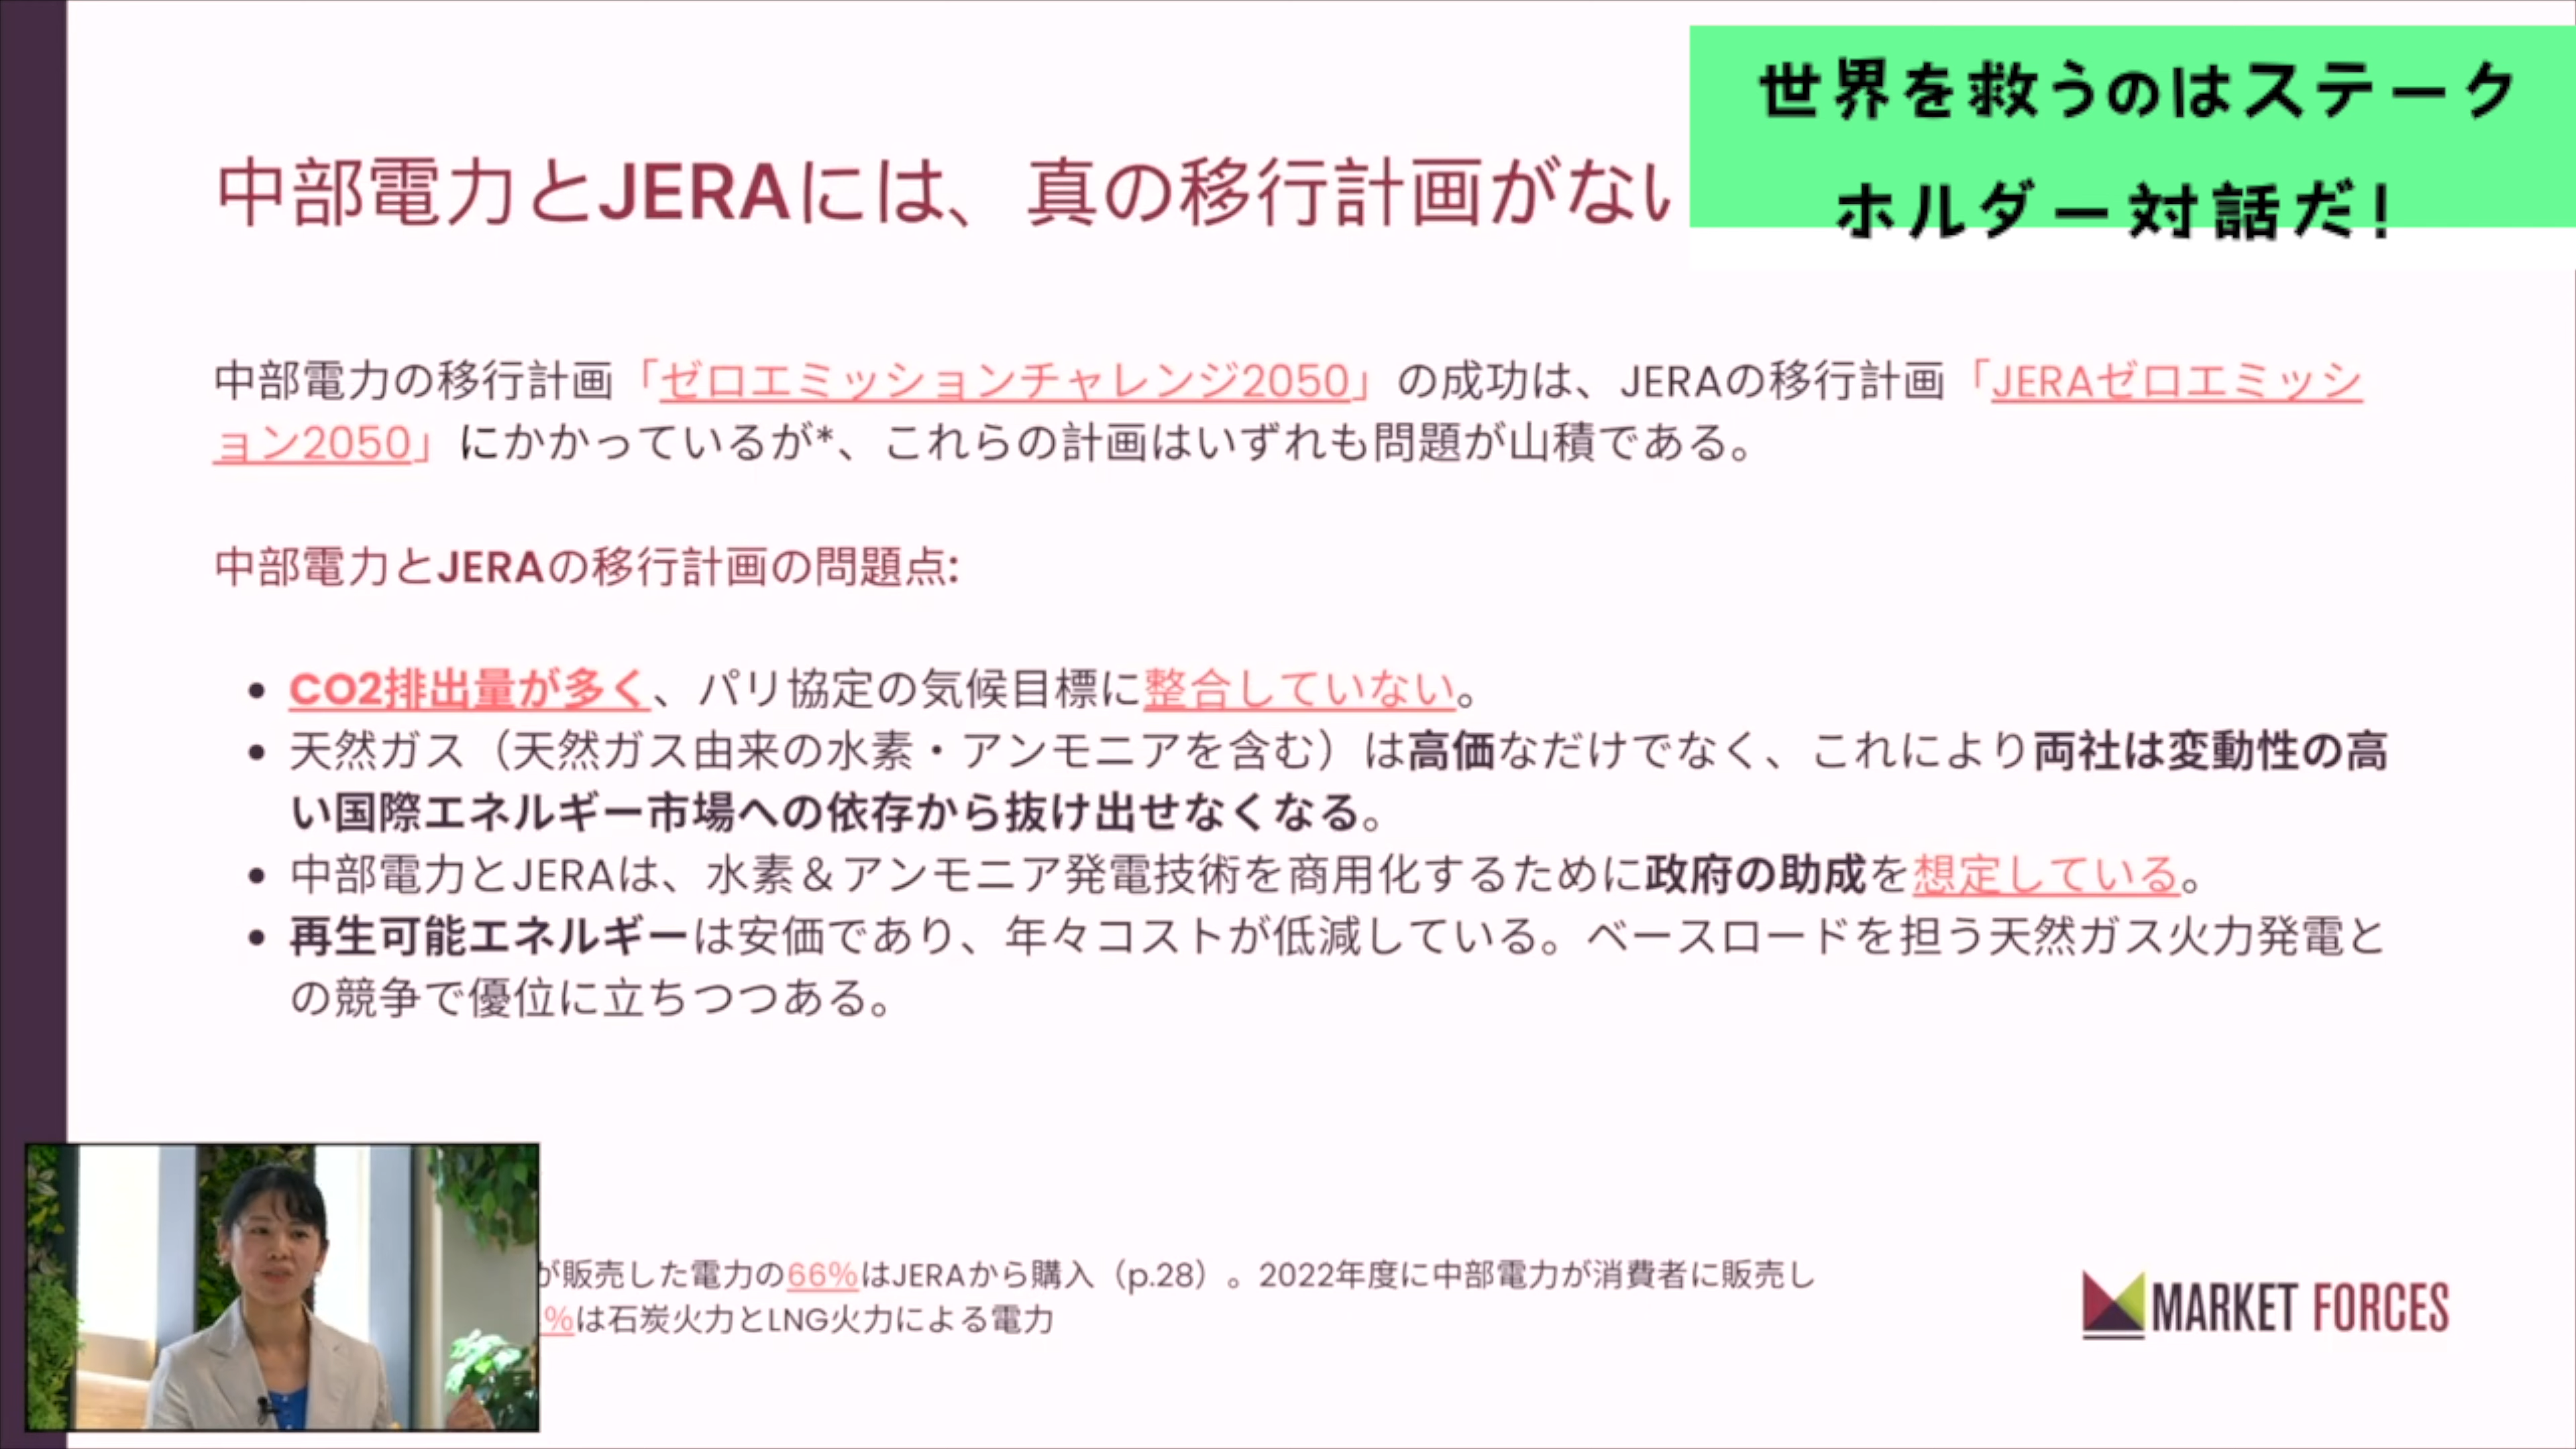 世界を救うのはステーク
ホルダー対話だ！
中部電力とJERAには、真の移行計画がない
中部電力の移行計画「ゼロエミッションチャレンジ2050」の成功は、JERAの移行計画「JERAゼロエミッシ
ョン2050」にかかっているが*、これらの計画はいずれも問題が山積である。
中部電力とJERAの移行計画の問題点:
• CO2排出量が多く、パリ協定の気候目標に整合していない。
• 天然ガス（天然ガス由来の水素・アンモニアを含む）は高価なだけでなく、これにより両社は変動性の高
い国際エネルギー市場への依存から抜け出せなくなる。
• 中部電力とJERAは、水素＆アンモニア発電技術を商用化するために政府の助成を想定している。
• 再生可能エネルギーは安価であり、年々コストが低減している。ベースロードを担う天然ガス火力発電と
の競争で優位に立ちつつある。
が販売した電力の66%はJERAから購入（p.28）。2022年度に中部電力が消費者に販売し
%は石炭火力とLNG火力による電力
MARKET FORCES